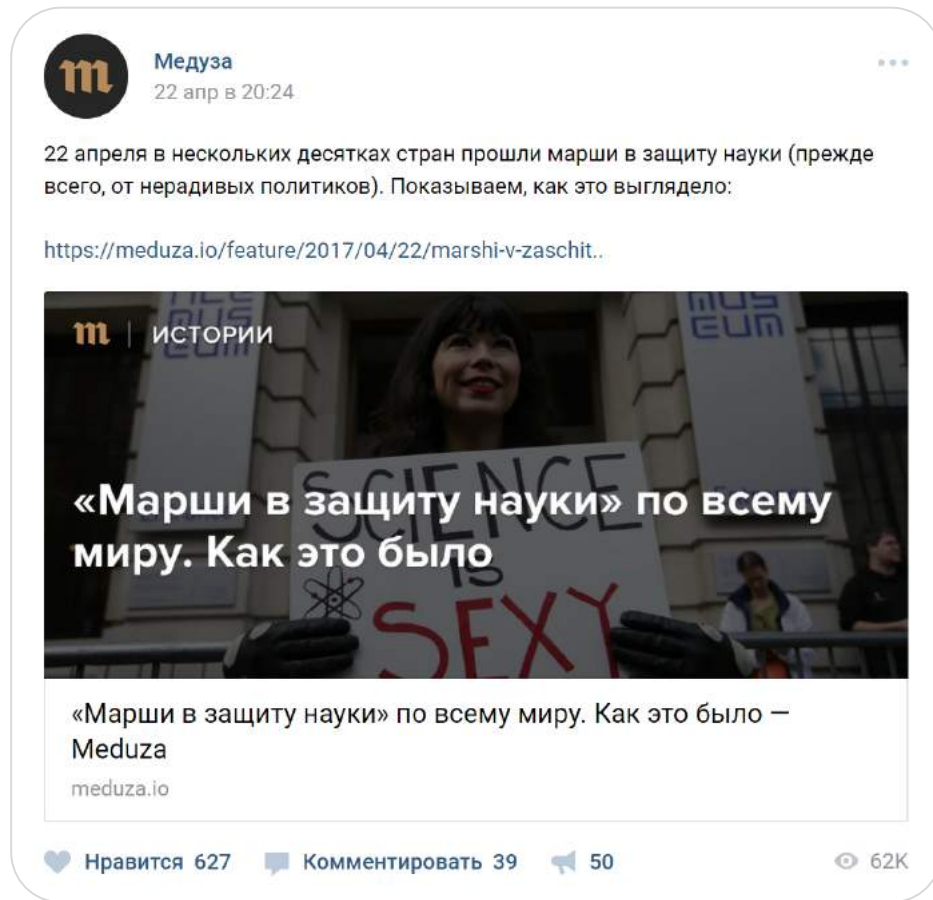 Медуза
22 апр в 20:24
22 апреля в нескольких десятках стран прошли марши в защиту науки (прежде
всего, от нерадивых политиков). Показываем, как это выглядело:
https://meduza.io/feature/2017/04/22/marshi-v-zaschit..
m | ИСТОРИИ
MUS
EUM
SCIENCE
«Марши в защиту науки» по всему
миру. Как это было
IS
SEXY
«Марши в защиту науки» по всему миру. Как это было —
Meduza
meduza.io
Нравится 627 Комментировать 39 50 62K